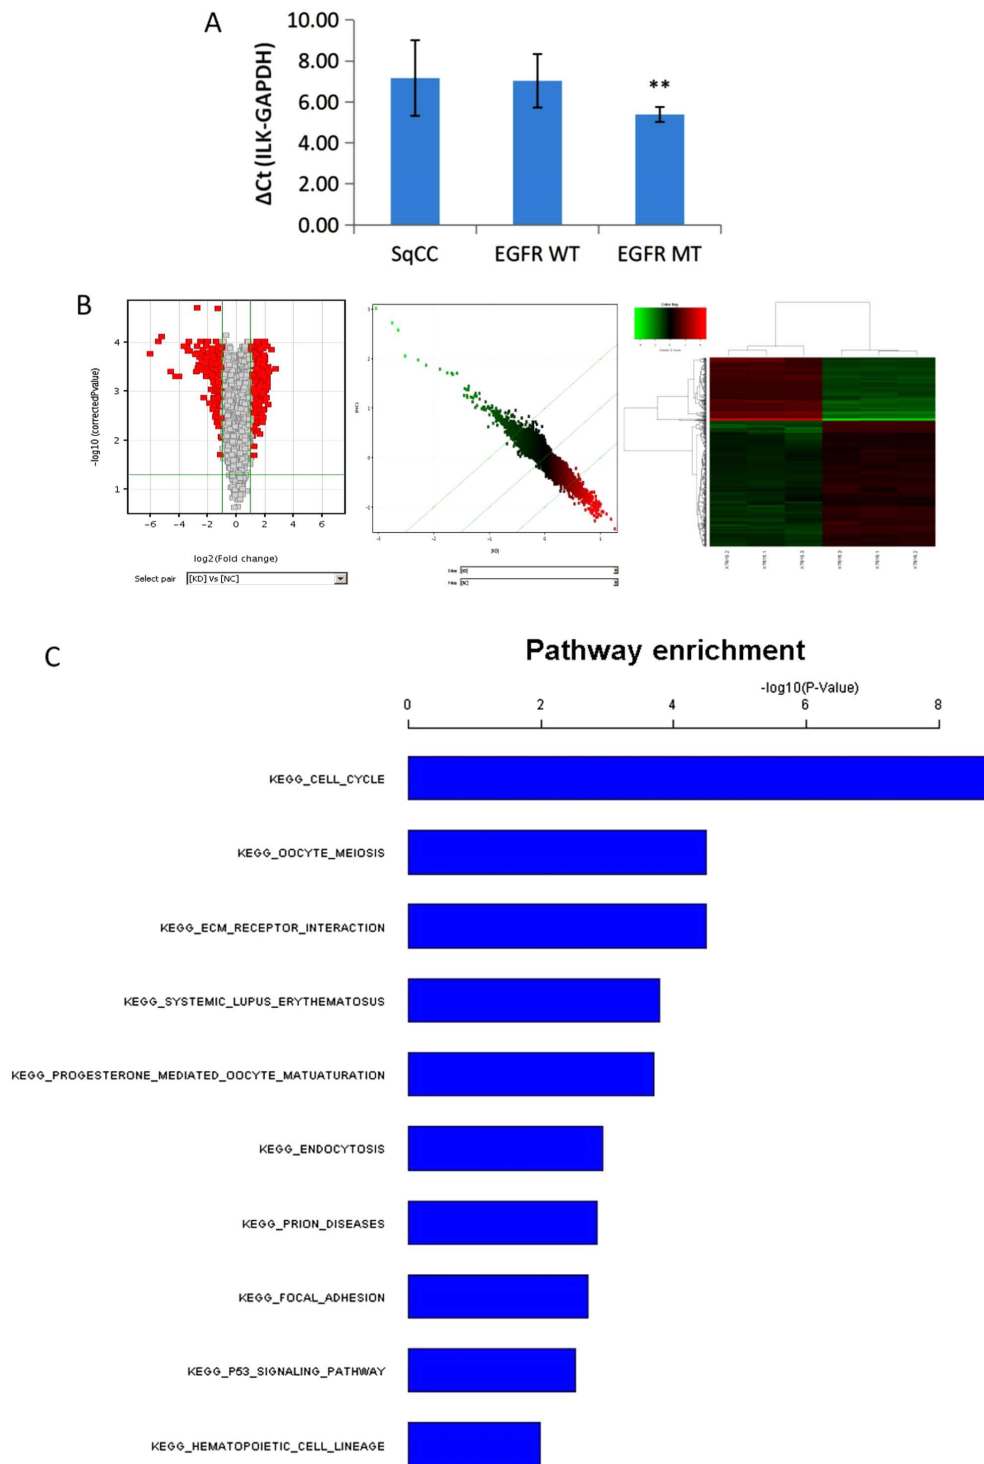 A
10.00
8.00
6.00
4.00
2.00
0.00
ΔCt (ILK-GAPDH)
**
SqCC EGFR WT EGFR MT
B
-log10 (correctedPvalue)
4
3
2
1
-6 -4 -2 0 2 4 6
log2(Fold change)
Select pair [KD] Vs [NC]
[KD]
C
Pathway enrichment
-log10(P-Value)
0 2 4 6 8
KEGG_CELL_CYCLE
KEGG_OOCYTE_MEIOSIS
KEGG_ECM_RECEPTOR_INTERACTION
KEGG_SYSTEMIC_LUPUS_ERYTHEMATOSUS
KEGG_PROGESTERONE_MEDIATED_OOCYTE_MATUATURATION
KEGG_ENDOCYTOSIS
KEGG_PRION_DISEASES
KEGG_FOCAL_ADHESION
KEGG_P53_SIGNALING_PATHWAY
KEGG_HEMATOPOIETIC_CELL_LINEAGE